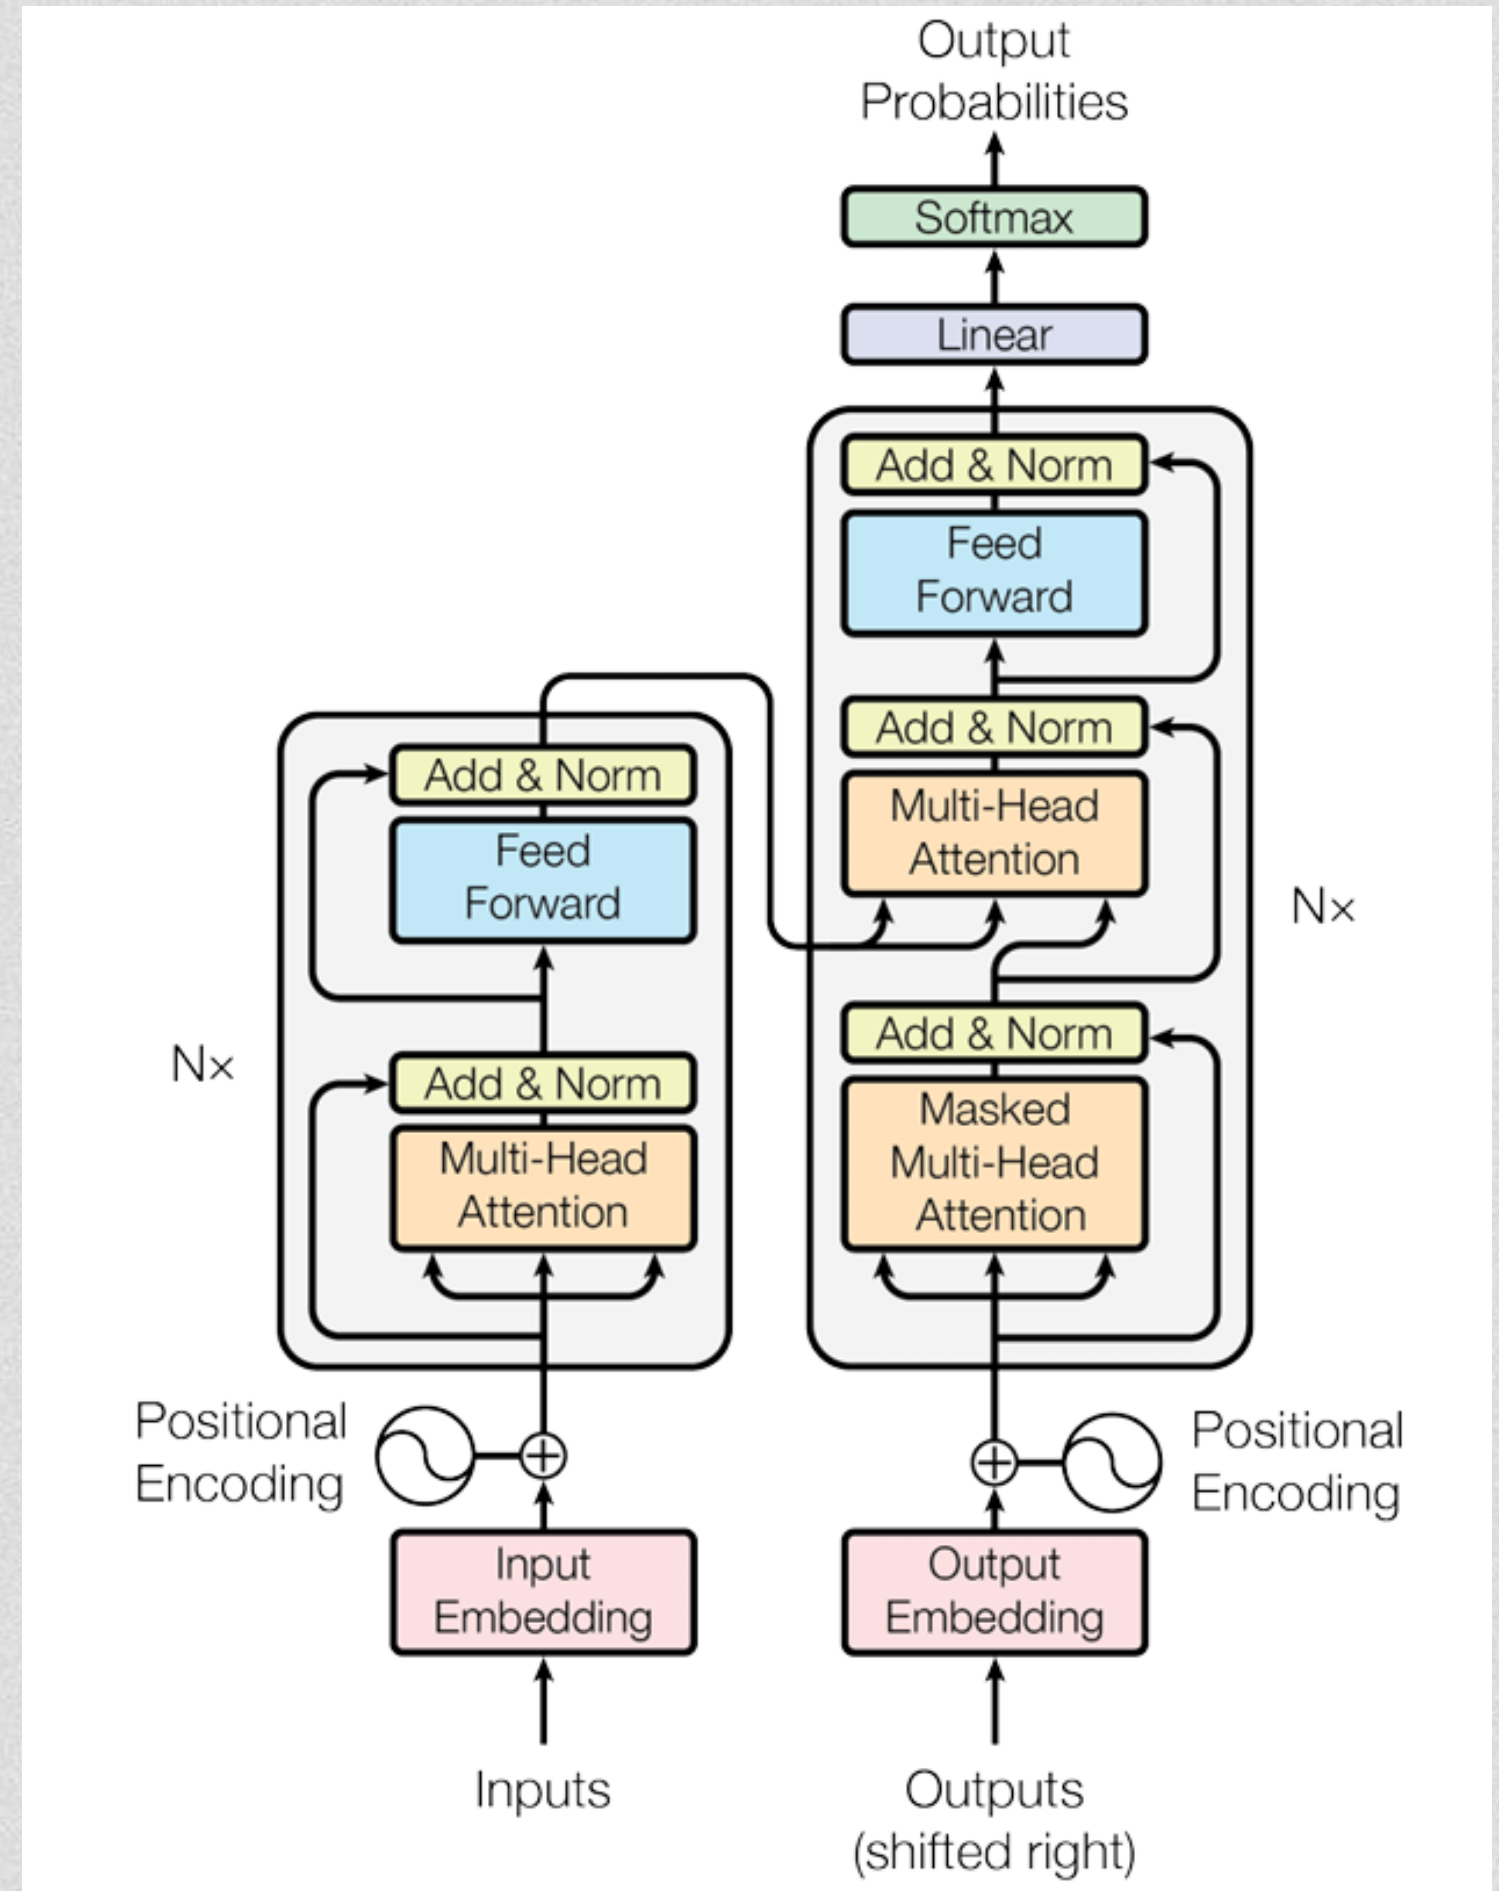 Output
Probabilities
Softmax
Linear
Add & Norm
Feed
Forward
Add & Norm
Multi-Head
Attention
Nx
Add & Norm
Masked
Multi-Head
Attention
Positional
Encoding
Output
Embedding
Outputs
(shifted right)
Add & Norm
Feed
Forward
Nx
Add & Norm
Multi-Head
Attention
Positional
Encoding
Input
Embedding
Inputs